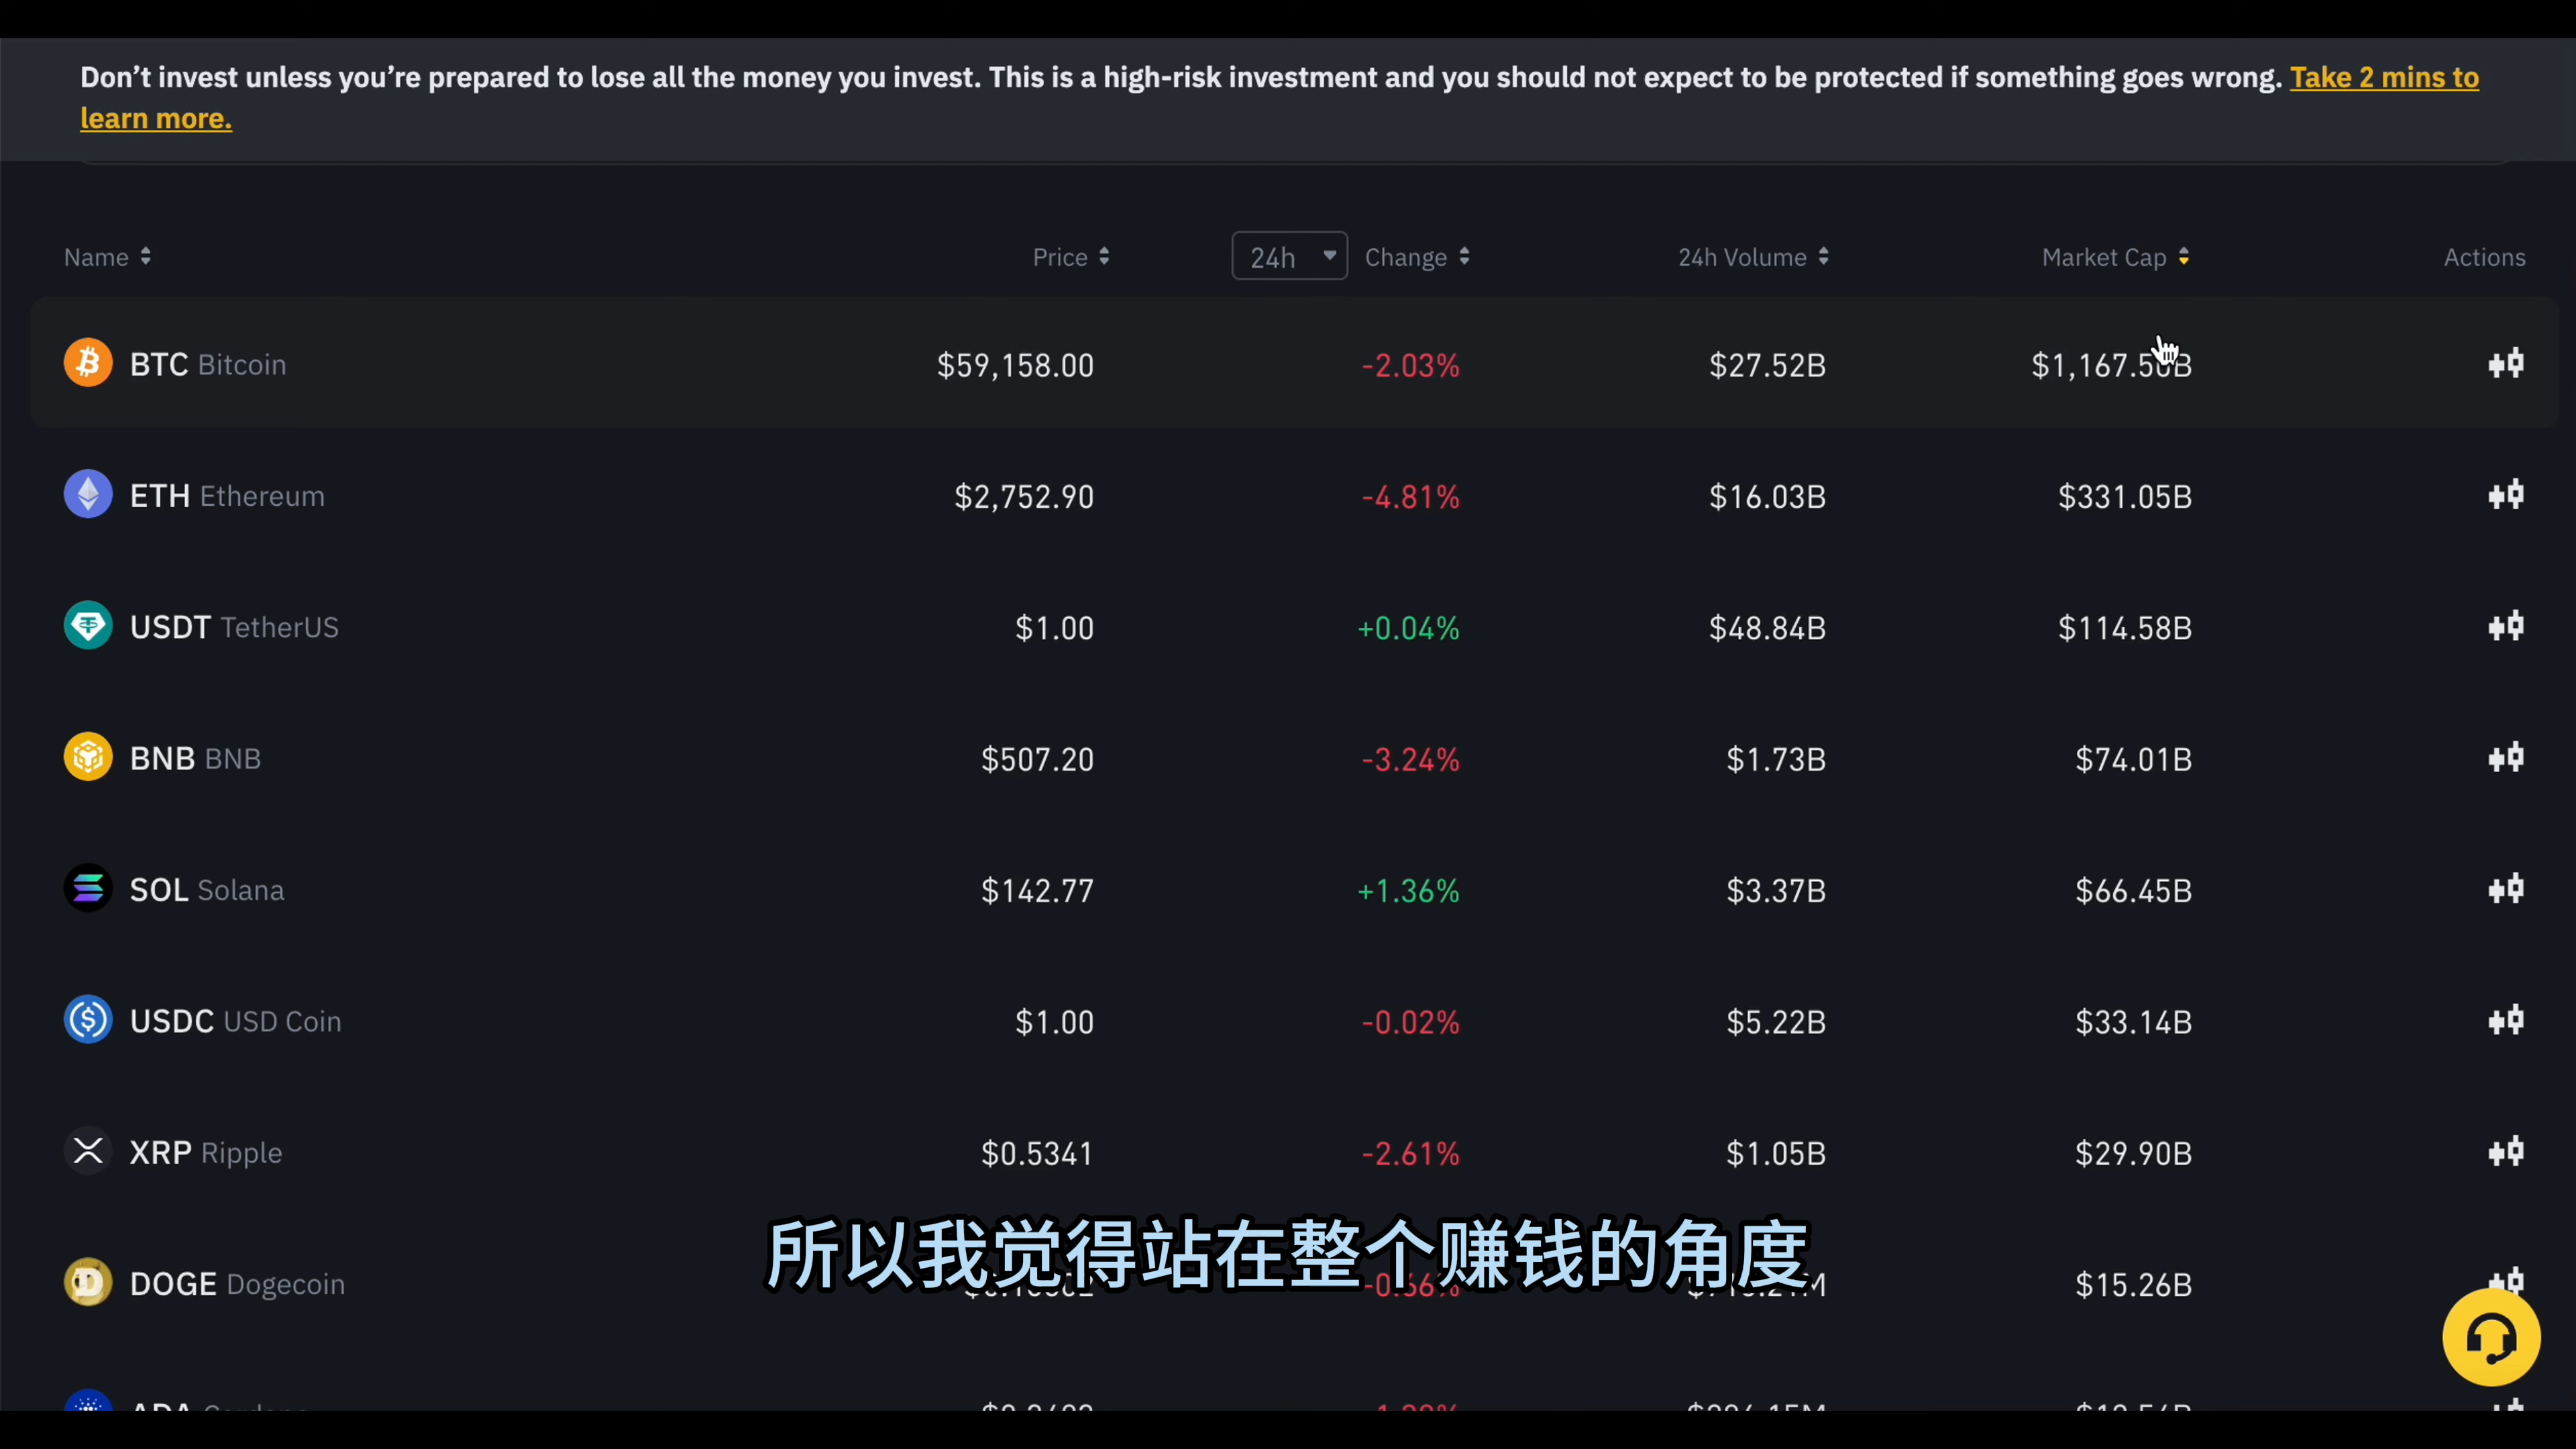 Don't invest unless you're prepared to lose all the money you invest. This is a high-risk investment and you should not expect to be protected if something goes wrong. Take 2 mins to
learn more.
Name Price 24h Change 24h Volume Market Cap Actions
BTC Bitcoin $59,158.00 -2.03% $27.52B
ETH Ethereum $2,752.90 -4.81% $16.03B $331.05B
USDT TetherUS $1.00 +0.04% $48.84B $114.58B
BNB BNB $507.20 -3.24% $1.73B $74.01B
SOL Solana $142.77 +1.36% $3.37B $66.45B
USDC USD Coin $1.00 -0.02% $5.22B $33.14B
XRP Ripple $0.5341 -2.61% $1.05B $29.90B
所以我觉得站在整个赚钱的角度
DOGE Dogecoin $15.26B